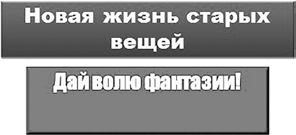 Новая жизнь старых
вещей
Дай волю фантазии!